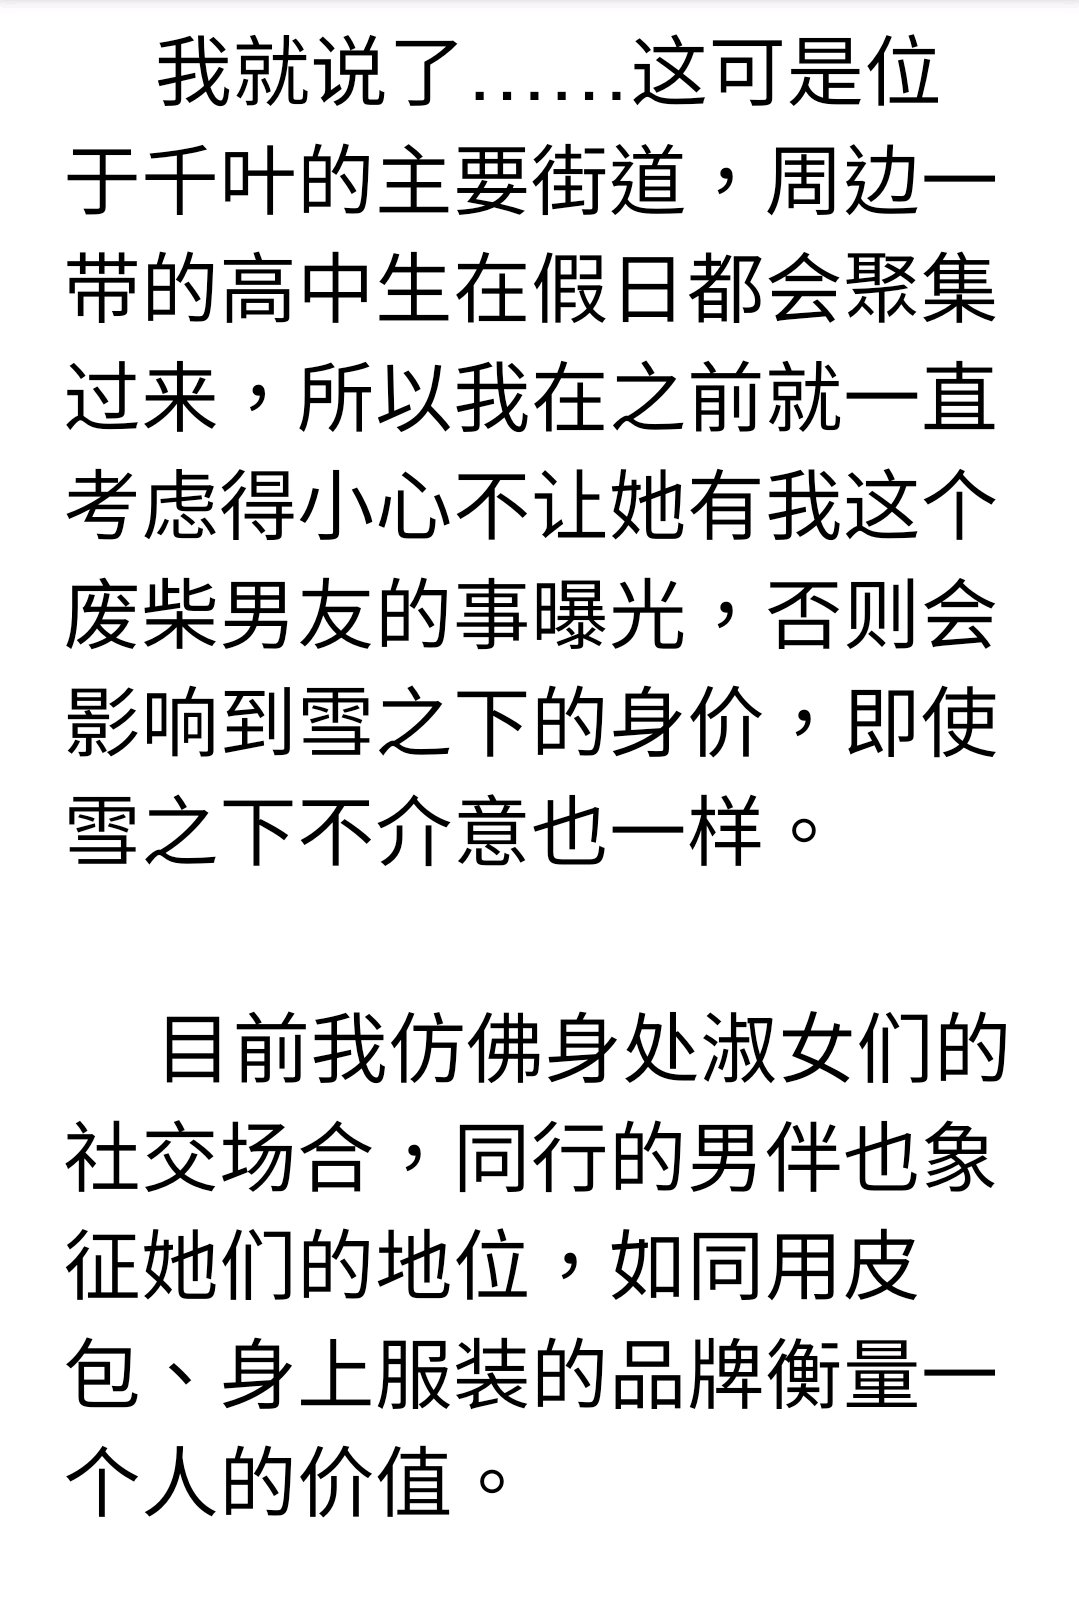 我就说了……这可是位
于千叶的主要街道，周边一
带的高中生在假日都会聚集
过来，所以我在之前就一直
考虑得小心不让她有我这个
废柴男友的事曝光，否则会
影响到雪之下的身价，即使
雪之下不介意也一样。
目前我仿佛身处淑女们的
社交场合，同行的男伴也象
征她们的地位，如同用皮
包、身上服装的品牌衡量一
个人的价值。